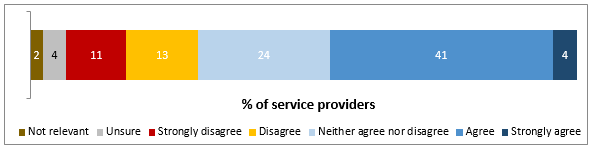 2 4 11 13 24 41 4
% of service providers
Not relevant Unsure Strongly disagree Disagree Neither agree nor disagree Agree Strongly agree